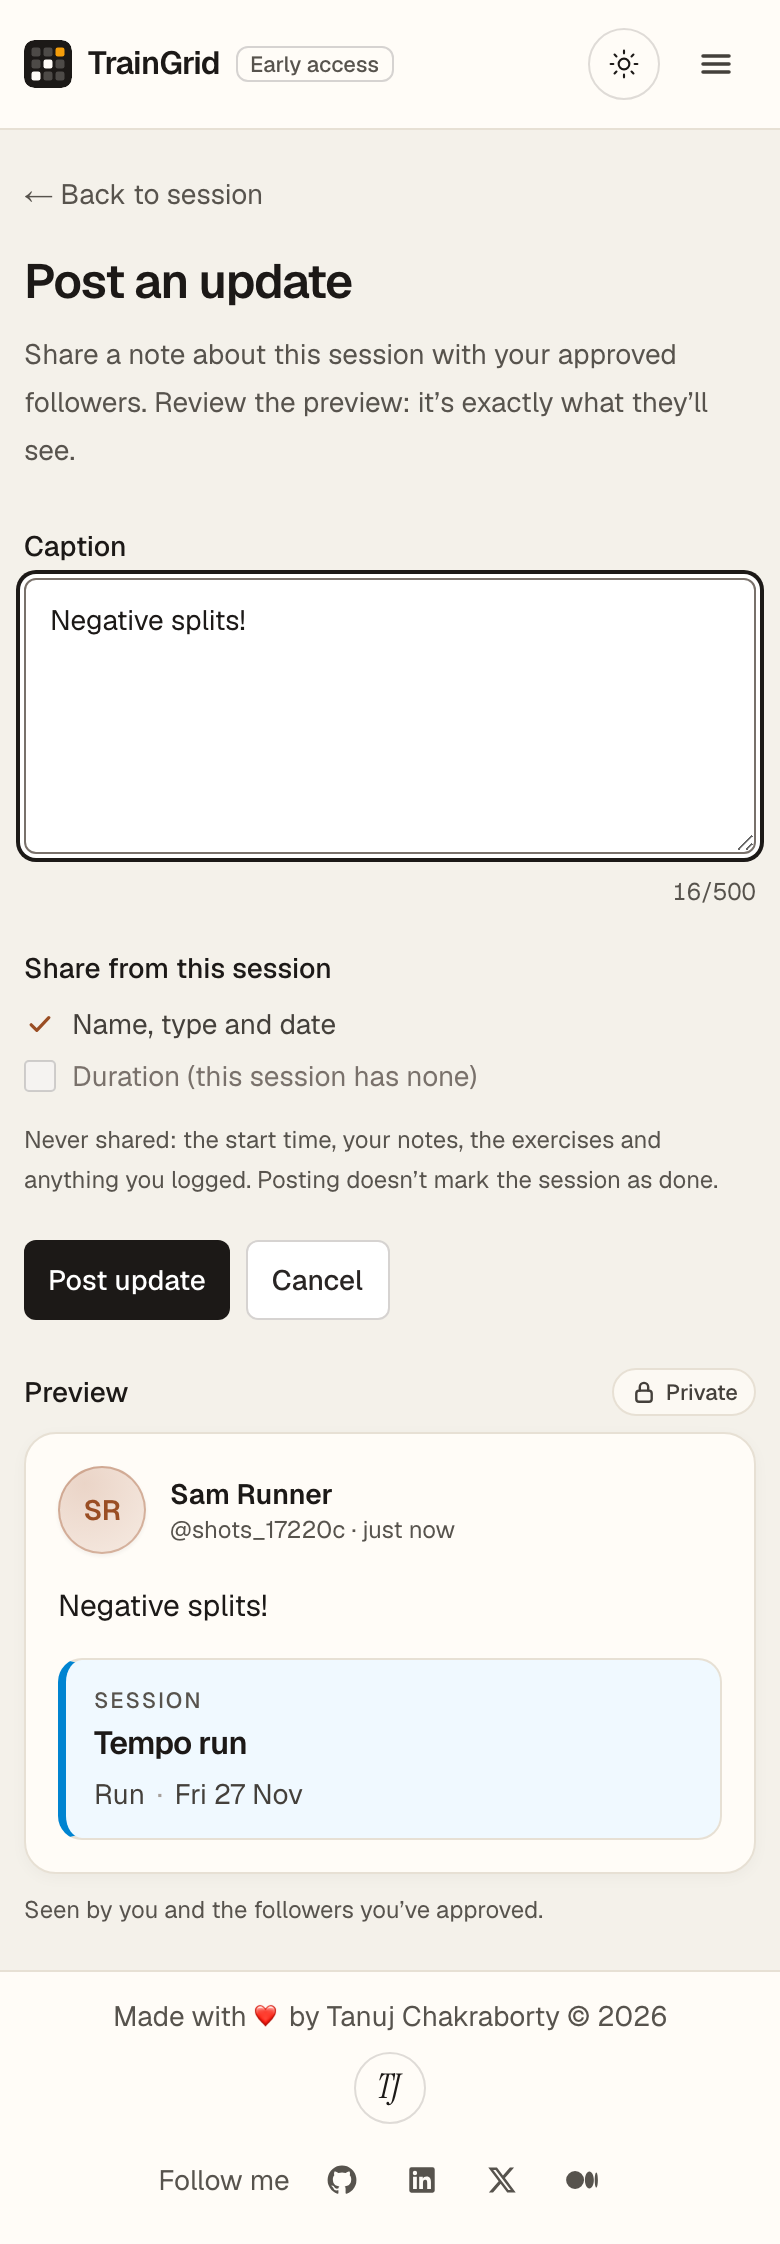 TrainGrid Early access
← Back to session
Post an update
Share a note about this session with your approved
followers. Review the preview: it’s exactly what they’ll
see.
Caption
Negative splits!
16/500
Share from this session
Name, type and date
Duration (this session has none)
Never shared: the start time, your notes, the exercises and
anything you logged. Posting doesn’t mark the session as done.
Post update Cancel
Preview Private
SR Sam Runner
@shots_17220c · just now
Negative splits!
SESSION
Tempo run
Run · Fri 27 Nov
Seen by you and the followers you’ve approved.
Made with ❤️ by Tanuj Chakraborty © 2026
TJ
Follow me